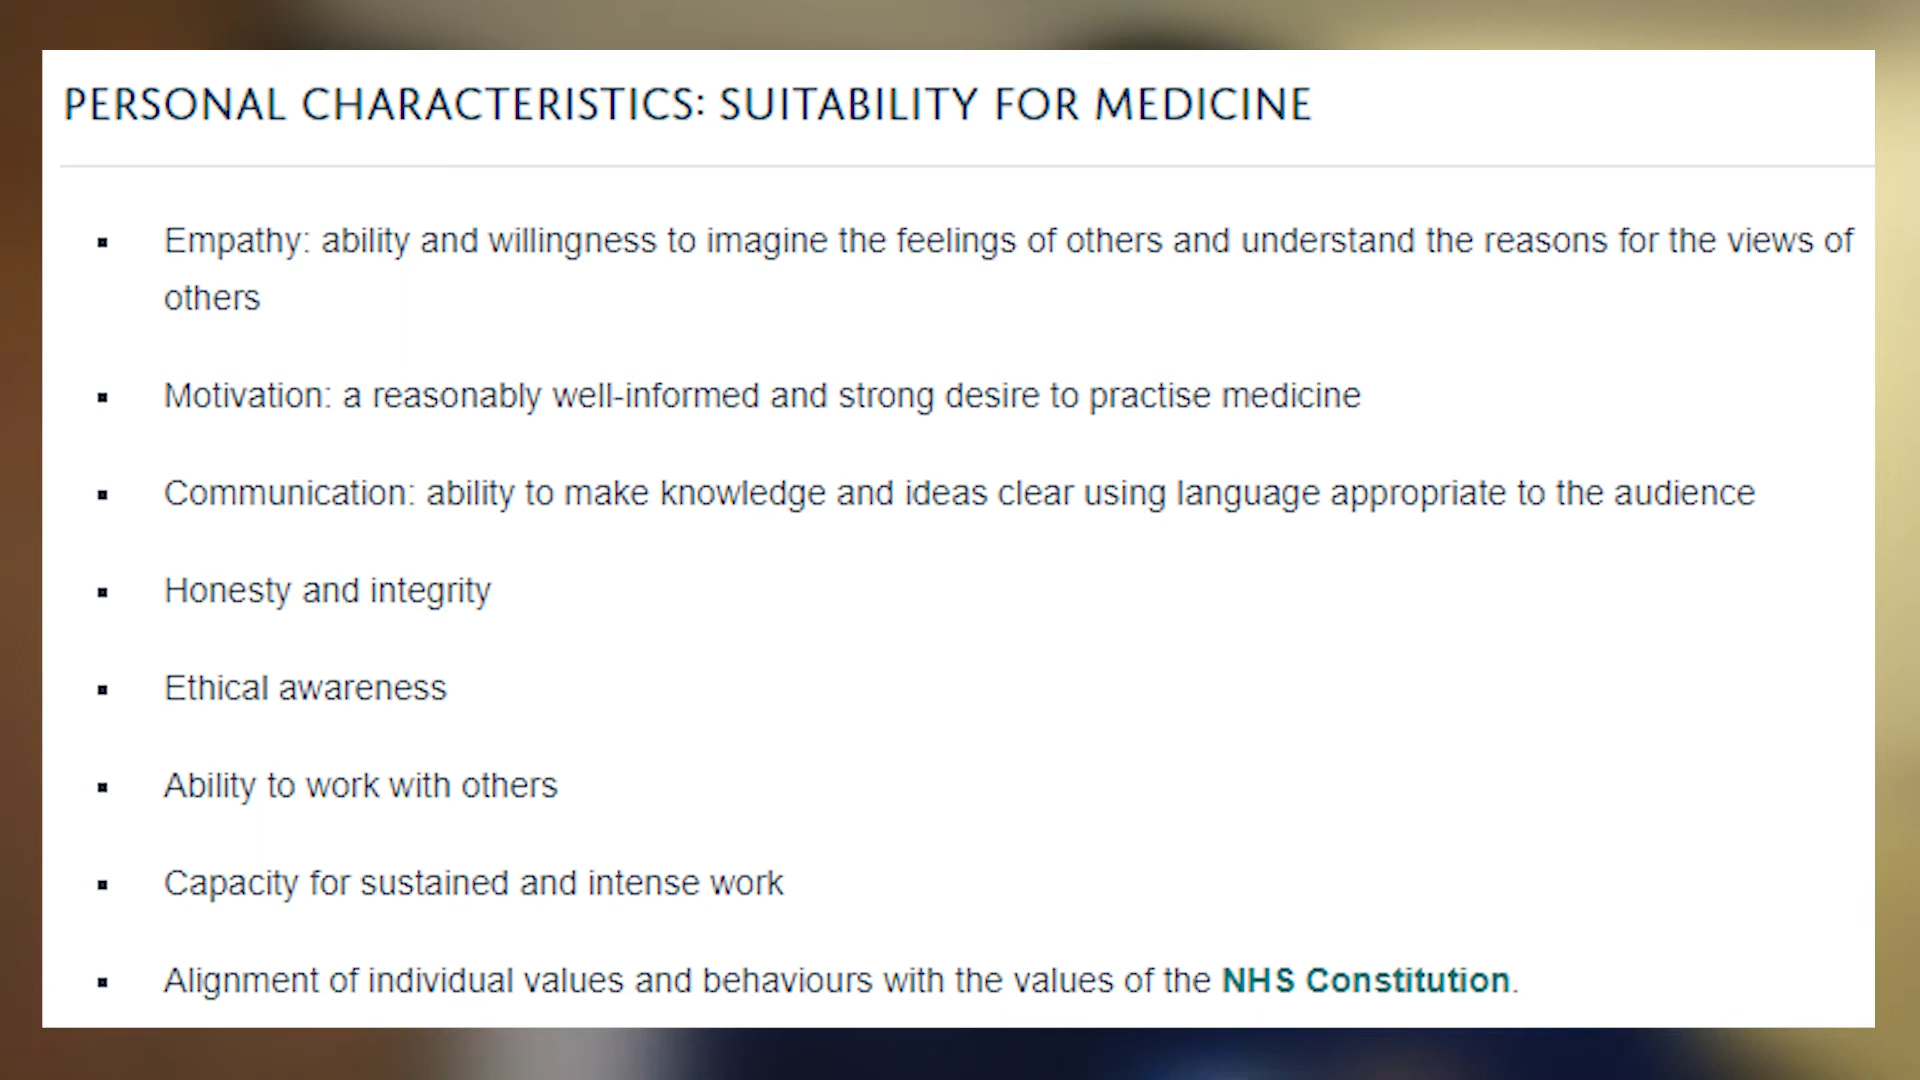 PERSONAL CHARACTERISTICS: SUITABILITY FOR MEDICINE
Empathy: ability and willingness to imagine the feelings of others and understand the reasons for the views of
others
Motivation: a reasonably well-informed and strong desire to practise medicine
Communication: ability to make knowledge and ideas clear using language appropriate to the audience
Honesty and integrity
Ethical awareness
Ability to work with others
Capacity for sustained and intense work
Alignment of individual values and behaviours with the values of the NHS Constitution.